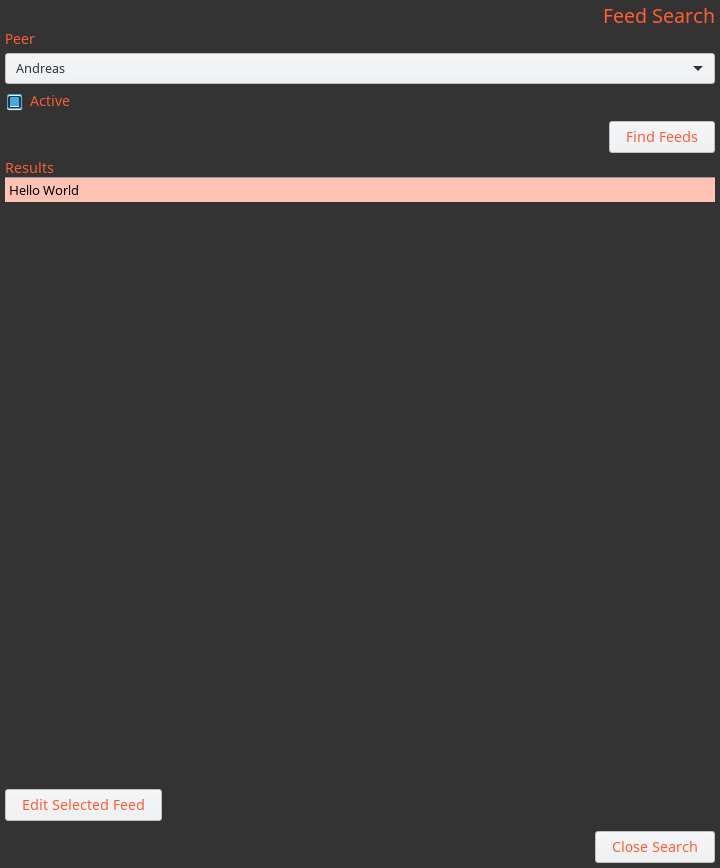 Feed Search
Peer
Andreas
Active
Find Feeds
Results
Hello World
Edit Selected Feed
Close Search